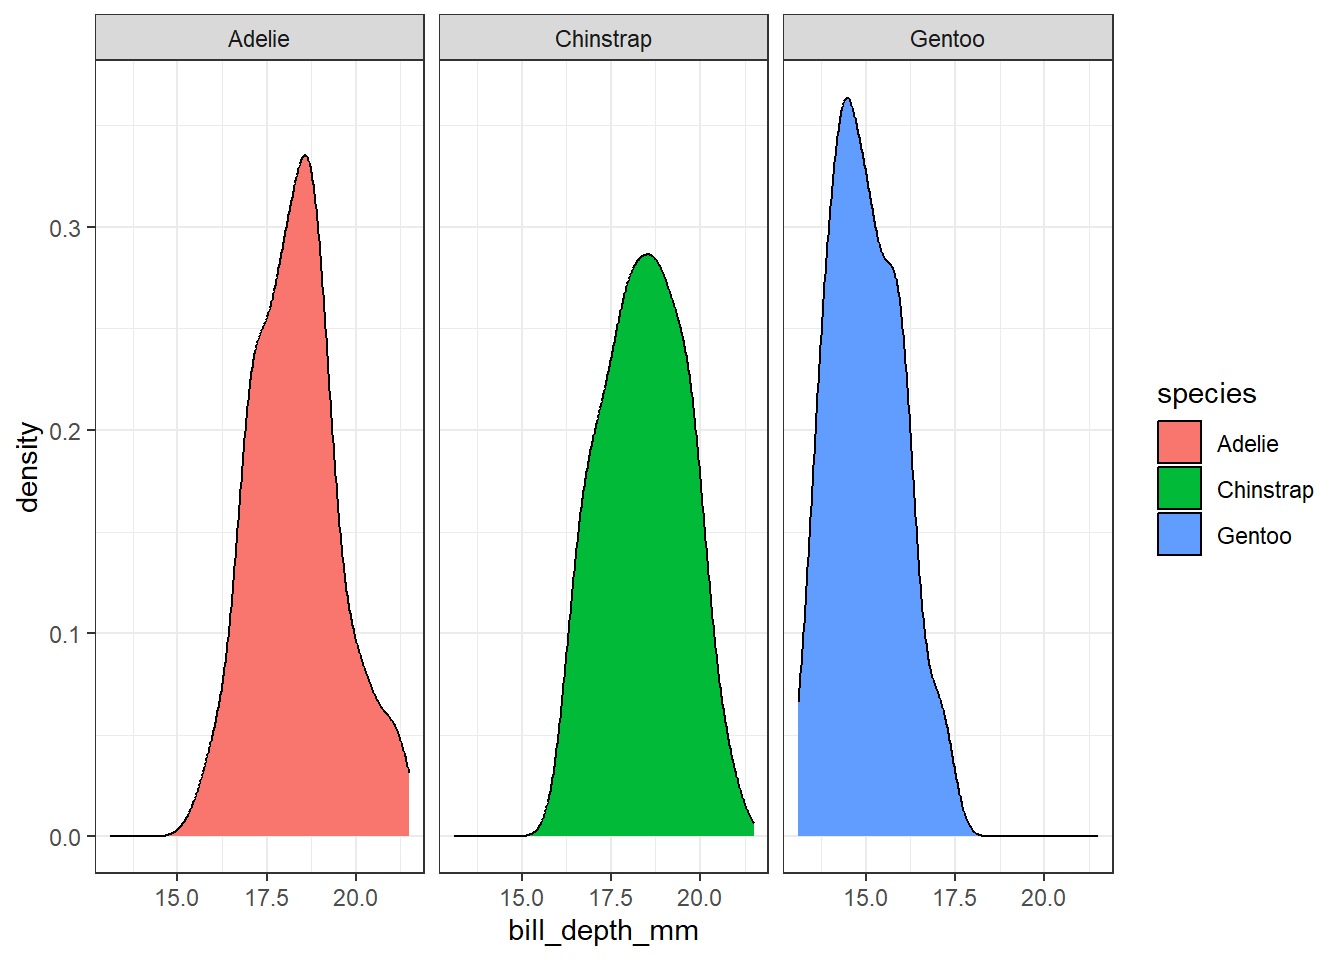 Adelie Chinstrap Gentoo
density
0.3
0.2
0.1
0.0
15.0 17.5 20.0 15.0 17.5 20.0 15.0 17.5 20.0
bill_depth_mm
species
Adelie
Chinstrap
Gentoo